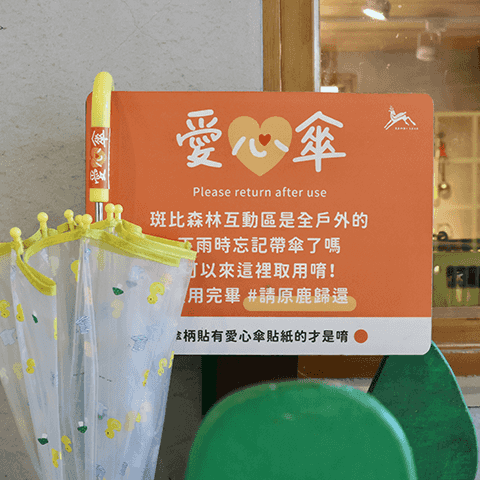 愛心傘
Please return after use
班比森林互動區是全戶外的
下雨時忘記帶傘了嗎
可以來這裡取用唷！
用完畢 #請原鹿歸還
傘柄貼有愛心傘貼紙的才是唷
愛心傘